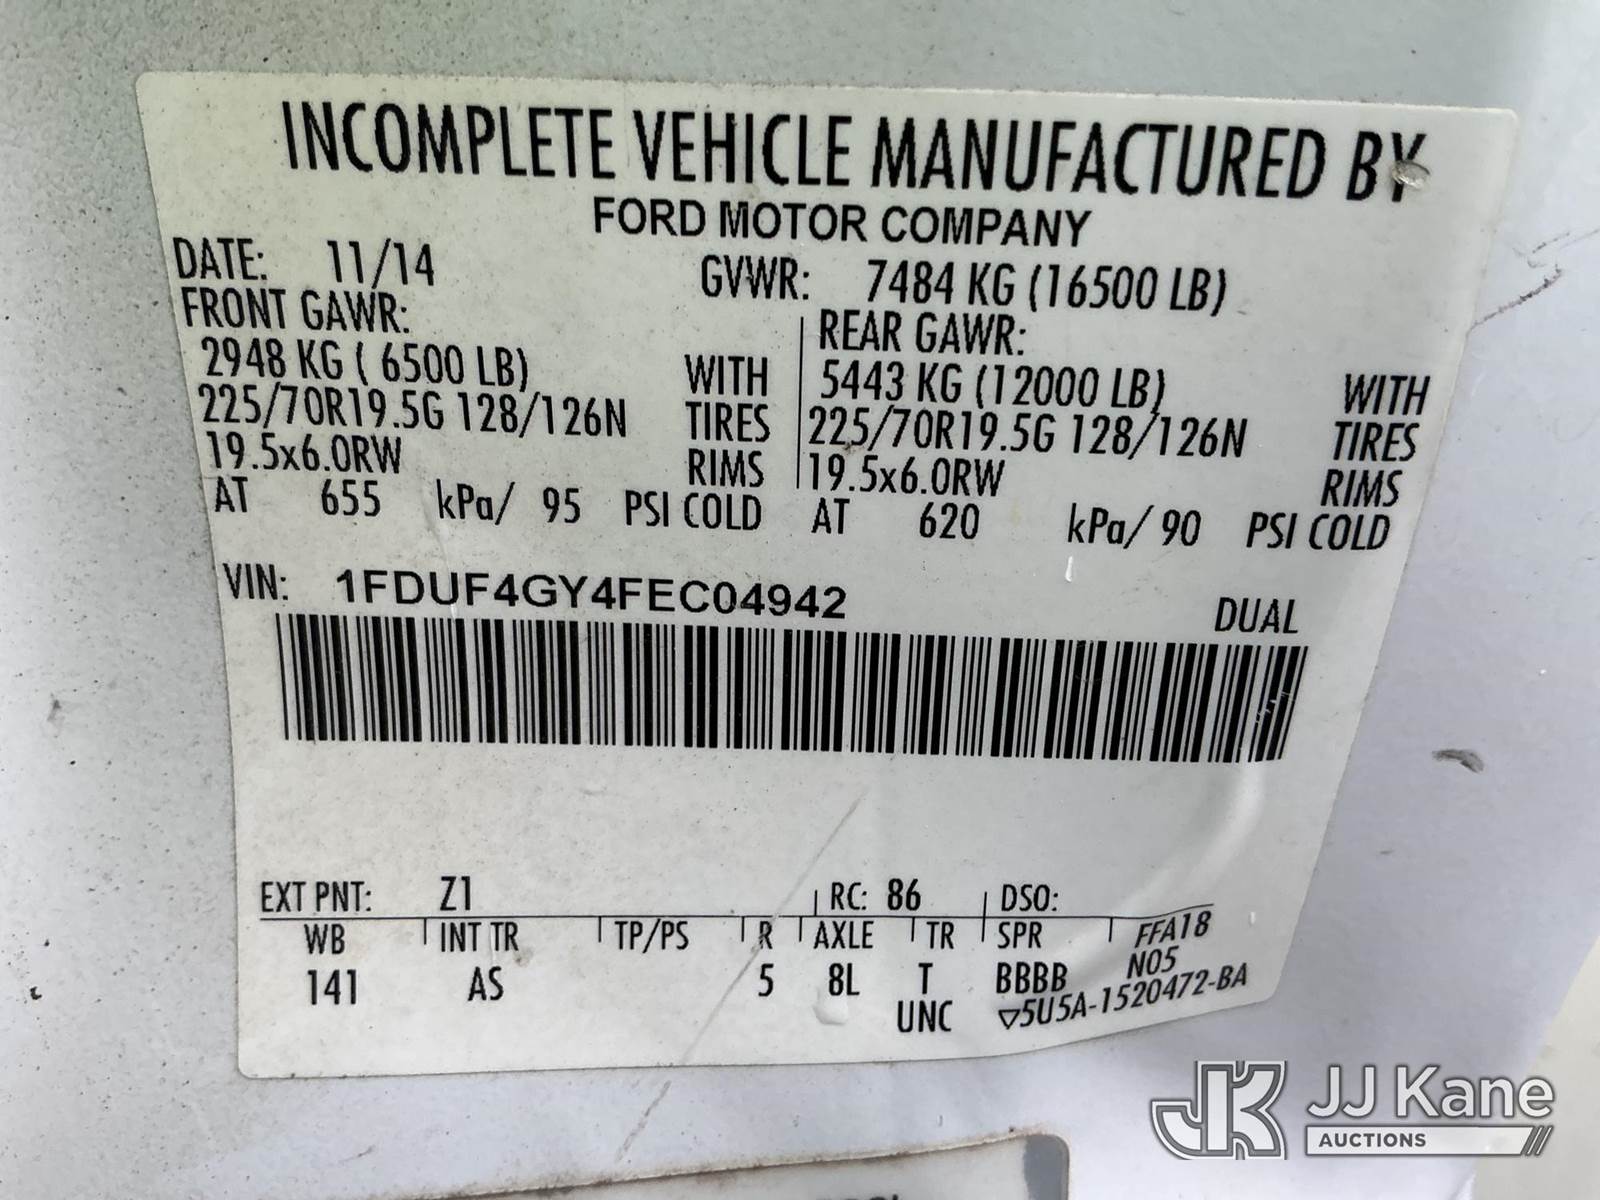 INCOMPLETE VEHICLE MANUFACTURED BY
FORD MOTOR COMPANY
DATE: 11/14 GVWR: 7484 KG (16500 LB)
FRONT GAWR: REAR GAWR:
2948 KG ( 6500 LB) WITH 5443 KG (12000 LB) WITH
225/70R19.5G 128/126N TIRES 225/70R19.5G 128/126N TIRES
19.5x6.0RW RIMS 19.5x6.0RW RIMS
AT 655 kPa/ 95 PSI COLD AT 620 kPa/ 90 PSI COLD
VIN: 1FDUF4GY4FEC04942 DUAL
EXT PNT: Z1 RC: 86 DSO:
WB INT TR TP/PS R AXLE TR SPR FFA18
141 AS 5 8L T BBBB N05
UNC ▽5U5A-1520472-BA
JK JJ Kane
AUCTIONS